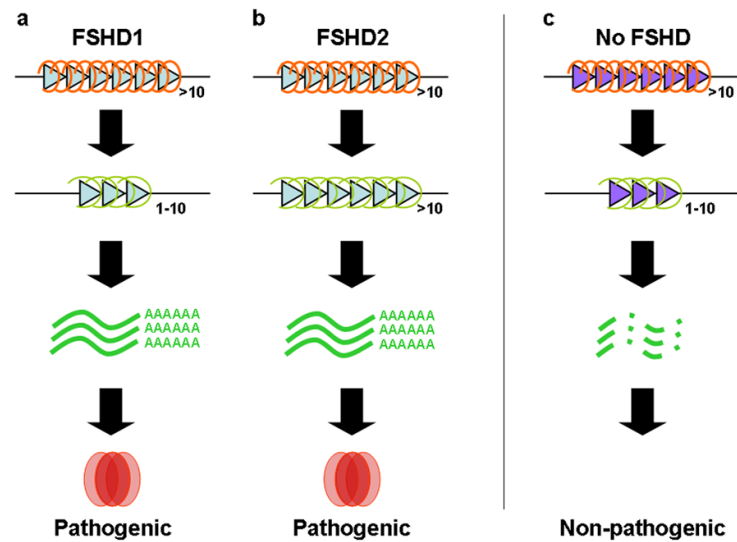 a
FSHD1
b
FSHD2
c
No FSHD
>10
>10
>10
1-10
>10
1-10
AAAAAA
AAAAAA
AAAAAA
AAAAAA
AAAAAA
AAAAAA
Pathogenic
Pathogenic
Non-pathogenic